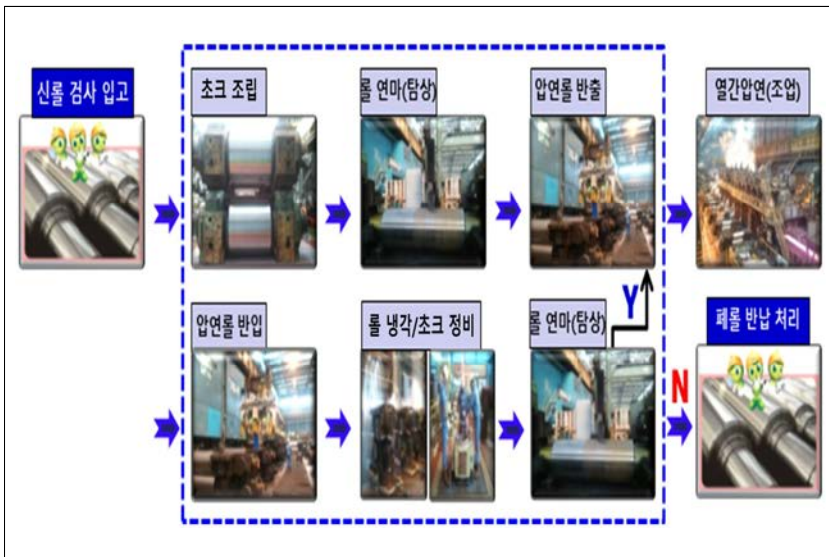 신롤 검사 입고
초크 조립
롤 연마(탐상)
압연롤 반출
열간압연(조업)
Y
압연롤 반입
롤 냉각/초크 정비
롤 연마(탐상)
N
폐롤 반납 처리